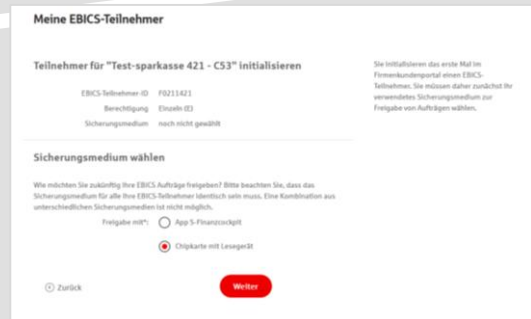 Meine EBICS-Teilnehmer
Teilnehmer für "Test-sparkasse 421 - C53" initialisieren
EBICS-Teilnehmer-ID F0211421
Berechtigung Einzeln (E)
Sicherungsmedium noch nicht gewählt
Sie initialisieren das erste Mal im
Firmenkundenportal einen EBICS-
Teilnehmer. Sie müssen daher zunächst Ihr
verwendetes Sicherungsmedium zur
Freigabe von Aufträgen wählen.
Sicherungsmedium wählen
Wie möchten Sie zukünftig Ihre EBICS Aufträge freigeben? Bitte beachten Sie, dass das
Sicherungsmedium für alle Ihre EBICS-Teilnehmer identisch sein muss. Eine Kombination aus
unterschiedlichen Sicherungsmedien ist nicht möglich.
Freigabe mit*: App S-Finanzcockpit
Chipkarte mit Lesegerät
Zurück
Weiter